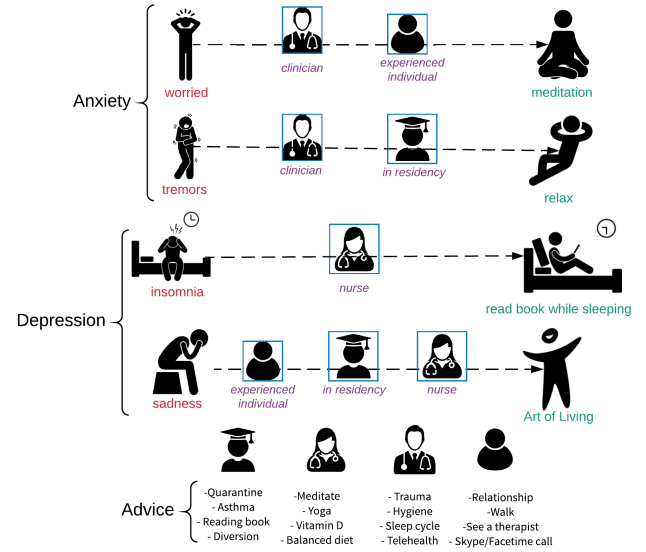 clinician
experienced
individual
worried
meditation
Anxiety
clinician
in residency
tremors
relax
insomnia
nurse
read book while sleeping
Depression
experienced
individual
in residency
nurse
sadness
Art of Living
Advice
-Quarantine
- Asthma
- Reading book
- Diversion
-Meditate
- Yoga
- Vitamin D
- Balanced diet
- Trauma
- Hygiene
- Sleep cycle
- Telehealth
-Relationship
- Walk
-See a therapist
- Skype/Facetime call